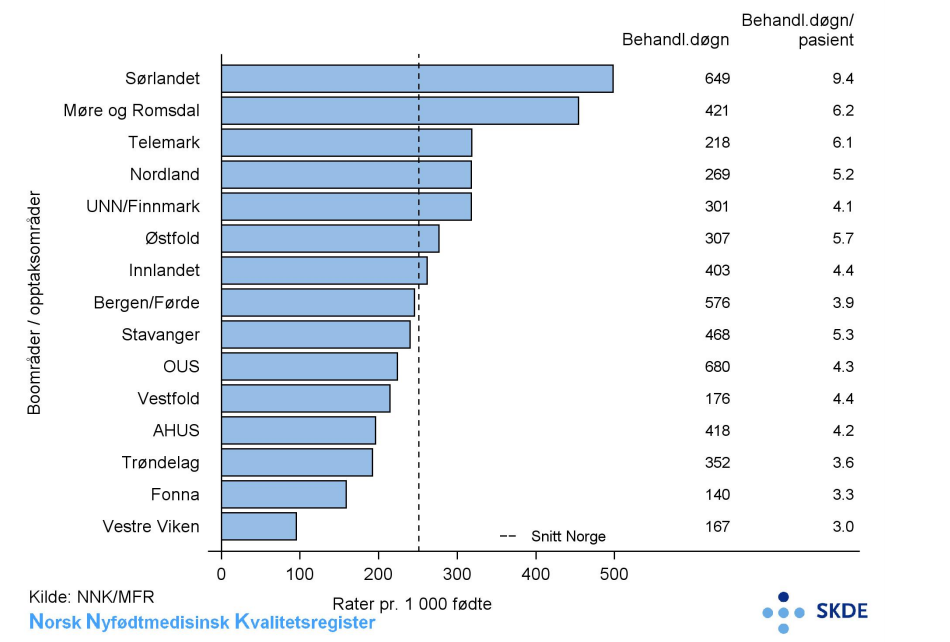 Behandl.døgn/
Behandl.døgn pasient
Sørlandet 649 9.4
Møre og Romsdal 421 6.2
Telemark 218 6.1
Nordland 269 5.2
UNN/Finnmark 301 4.1
Østfold 307 5.7
Innlandet 403 4.4
Bergen/Førde 576 3.9
Stavanger 468 5.3
OUS 680 4.3
Vestfold 176 4.4
AHUS 418 4.2
Trøndelag 352 3.6
Fonna 140 3.3
Vestre Viken 167 3.0
Boområder / opptaksområder
Snitt Norge
0 100 200 300 400 500
Rater pr. 1 000 fødte
Kilde: NNK/MFR
Norsk Nyfødtmedisinsk Kvalitetsregister
SKDE